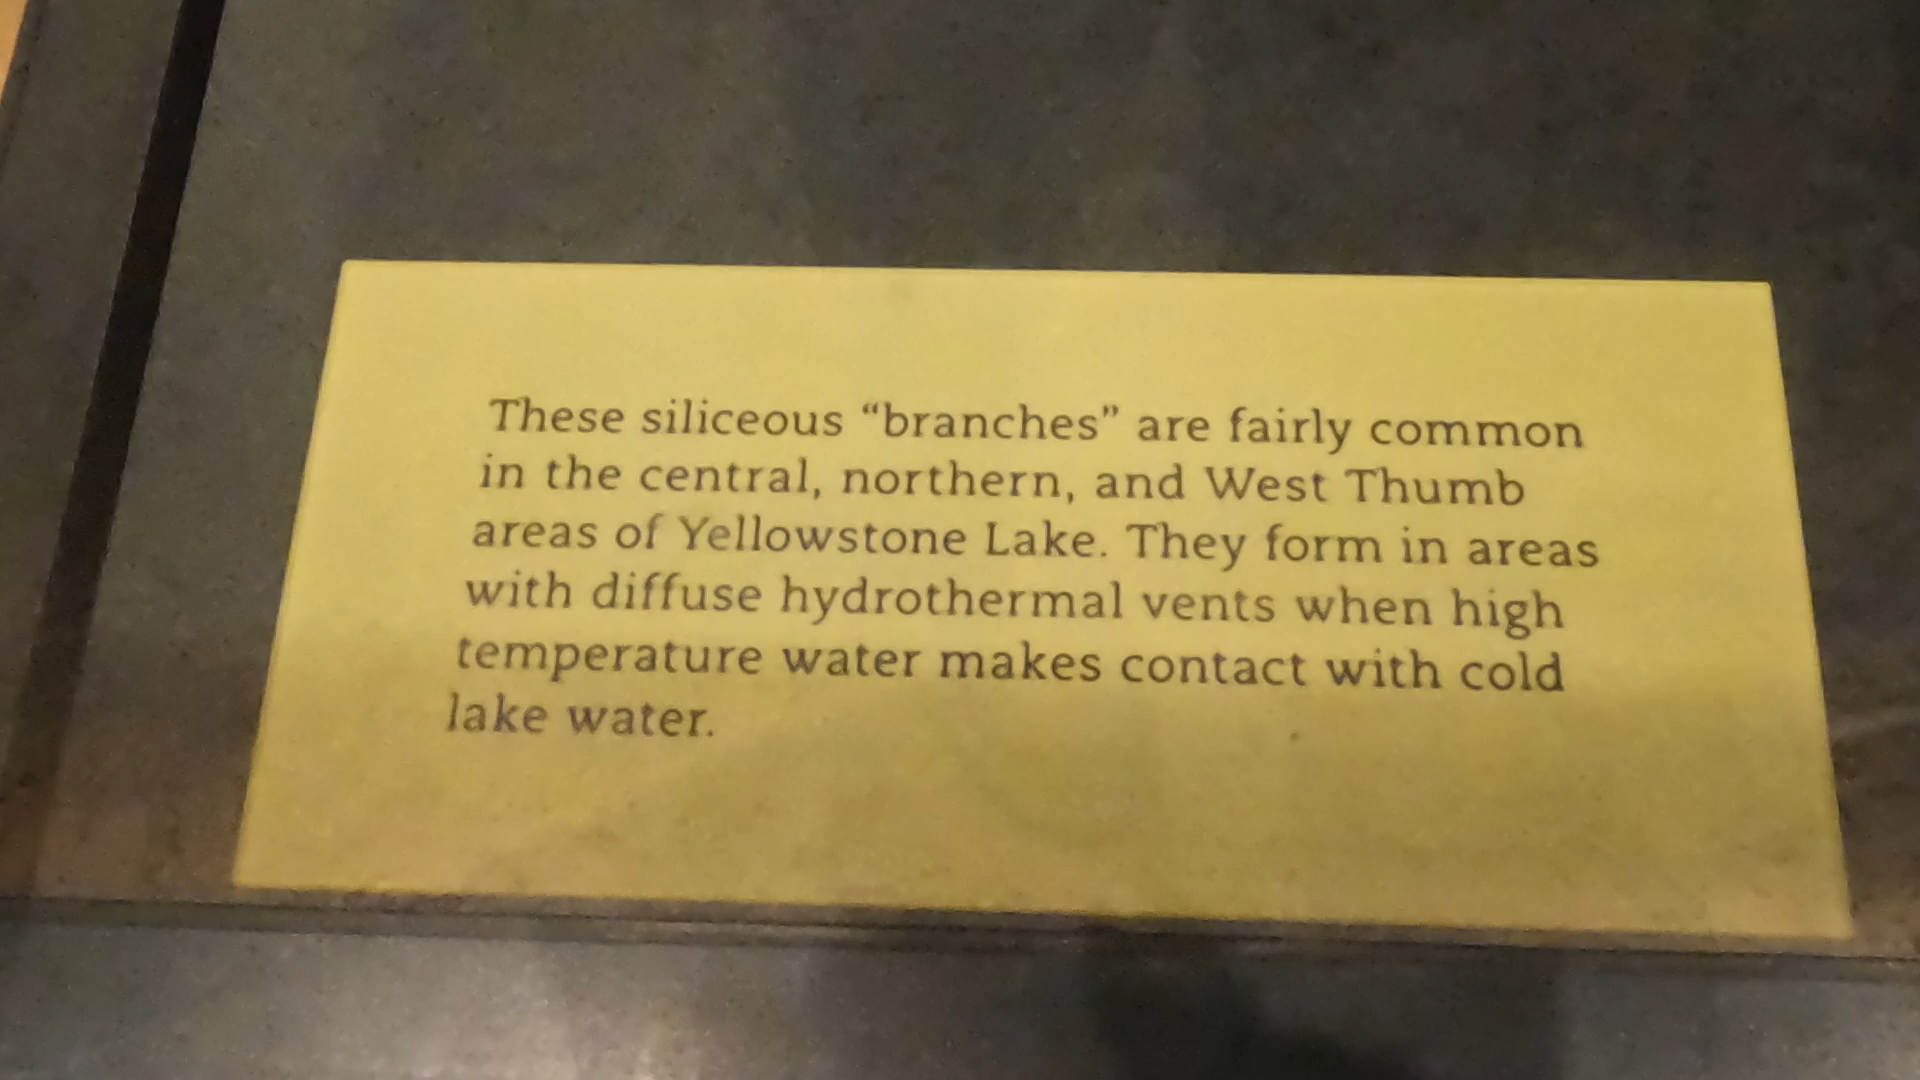 These siliceous “branches” are fairly common
in the central, northern, and West Thumb
areas of Yellowstone Lake. They form in areas
with diffuse hydrothermal vents when high
temperature water makes contact with cold
lake water.